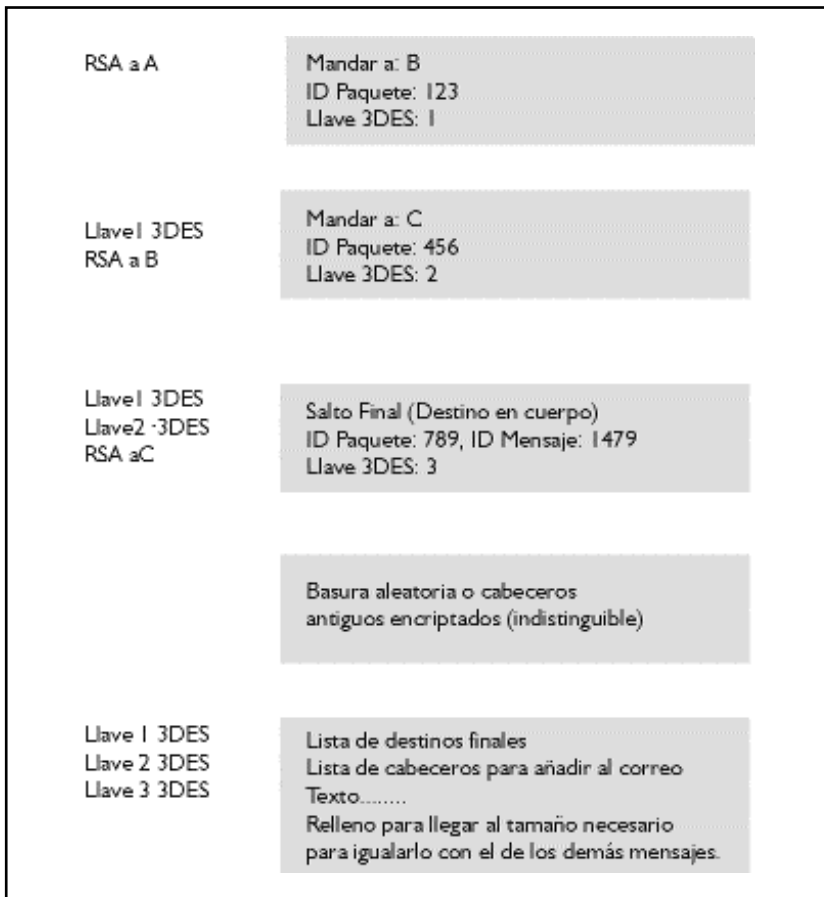 RSA a A
Mandar a: B
ID Paquete: 123
Llave 3DES: 1
Llave1 3DES
RSA a B
Mandar a: C
ID Paquete: 456
Llave 3DES: 2
Llave1 3DES
Llave2 -3DES
RSA aC
Salto Final (Destino en cuerpo)
ID Paquete: 789, ID Mensaje: 1479
Llave 3DES: 3
Basura aleatoria o cabeceros
antiguos encriptados (indistinguible)
Llave 1 3DES
Llave 2 3DES
Llave 3 3DES
Lista de destinos finales
Lista de cabeceros para añadir al correo
Texto........
Relleno para llegar al tamaño necesario
para igualarlo con el de los demás mensajes.